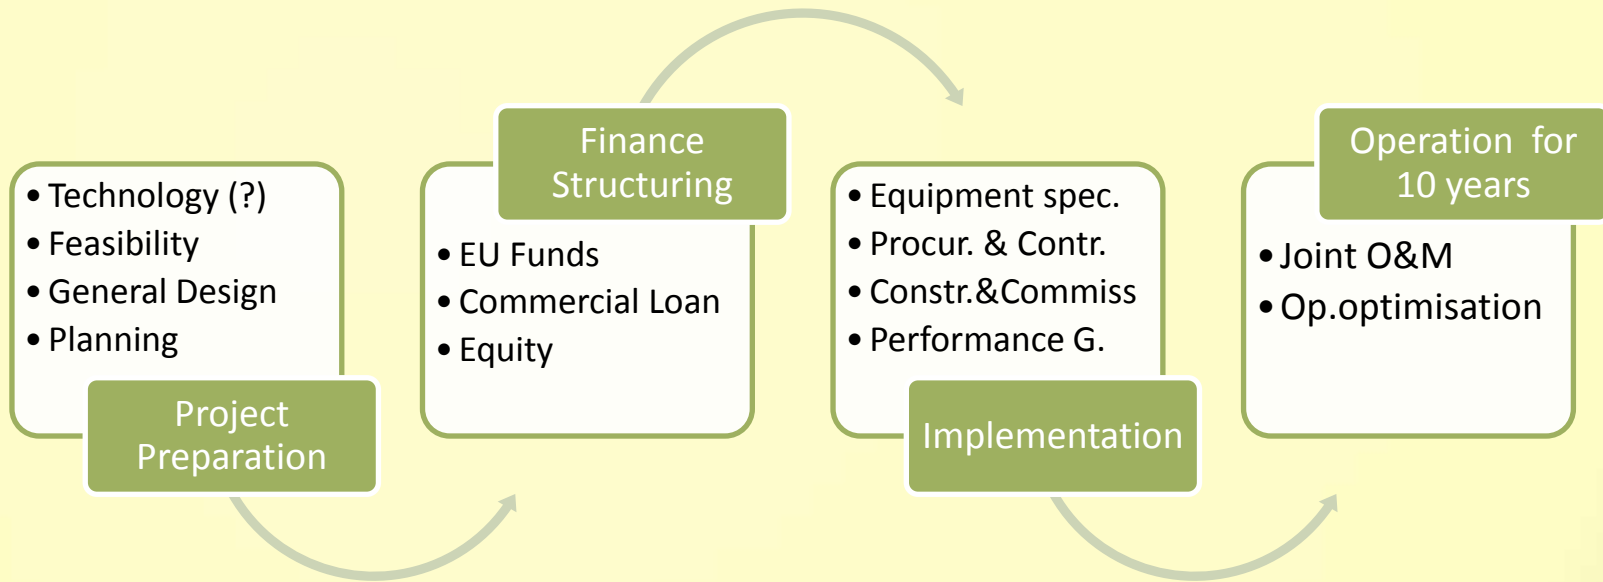 • Technology (?)
• Feasibility
• General Design
• Planning
Project
Preparation
Finance
Structuring
• EU Funds
• Commercial Loan
• Equity
• Equipment spec.
• Procur. & Contr.
• Constr.&Commiss
• Performance G.
Implementation
Operation for
10 years
• Joint O&M
• Op.optimisation